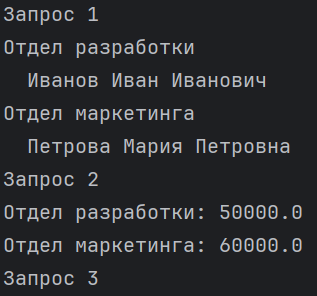 Запрос 1
Отдел разработки
  Иванов Иван Иванович
Отдел маркетинга
  Петрова Мария Петровна
Запрос 2
Отдел разработки: 50000.0
Отдел маркетинга: 60000.0
Запрос 3